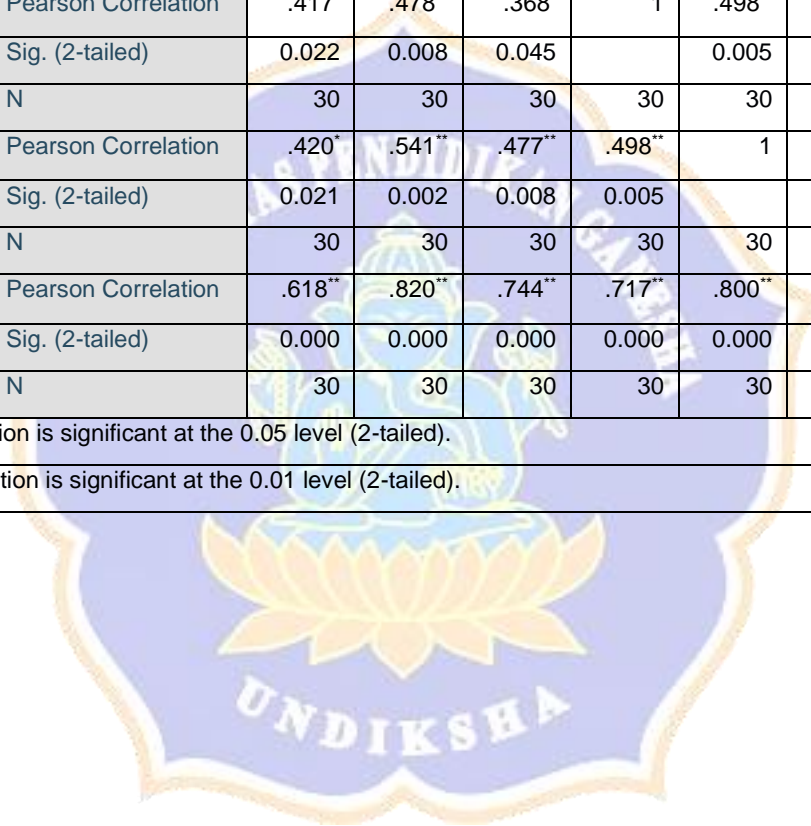 Pearson Correlation .417 .478 .368 1 .498
Sig. (2-tailed) 0.022 0.008 0.045 0.005
N 30 30 30 30 30
Pearson Correlation .420* .541** .477** .498** 1
Sig. (2-tailed) 0.021 0.002 0.008 0.005
N 30 30 30 30 30
Pearson Correlation .618** .820** .744** .717** .800**
Sig. (2-tailed) 0.000 0.000 0.000 0.000 0.000
N 30 30 30 30 30
ion is significant at the 0.05 level (2-tailed).
tion is significant at the 0.01 level (2-tailed).
AS PENDIDIKAN GANESHA
UNDIKSHA